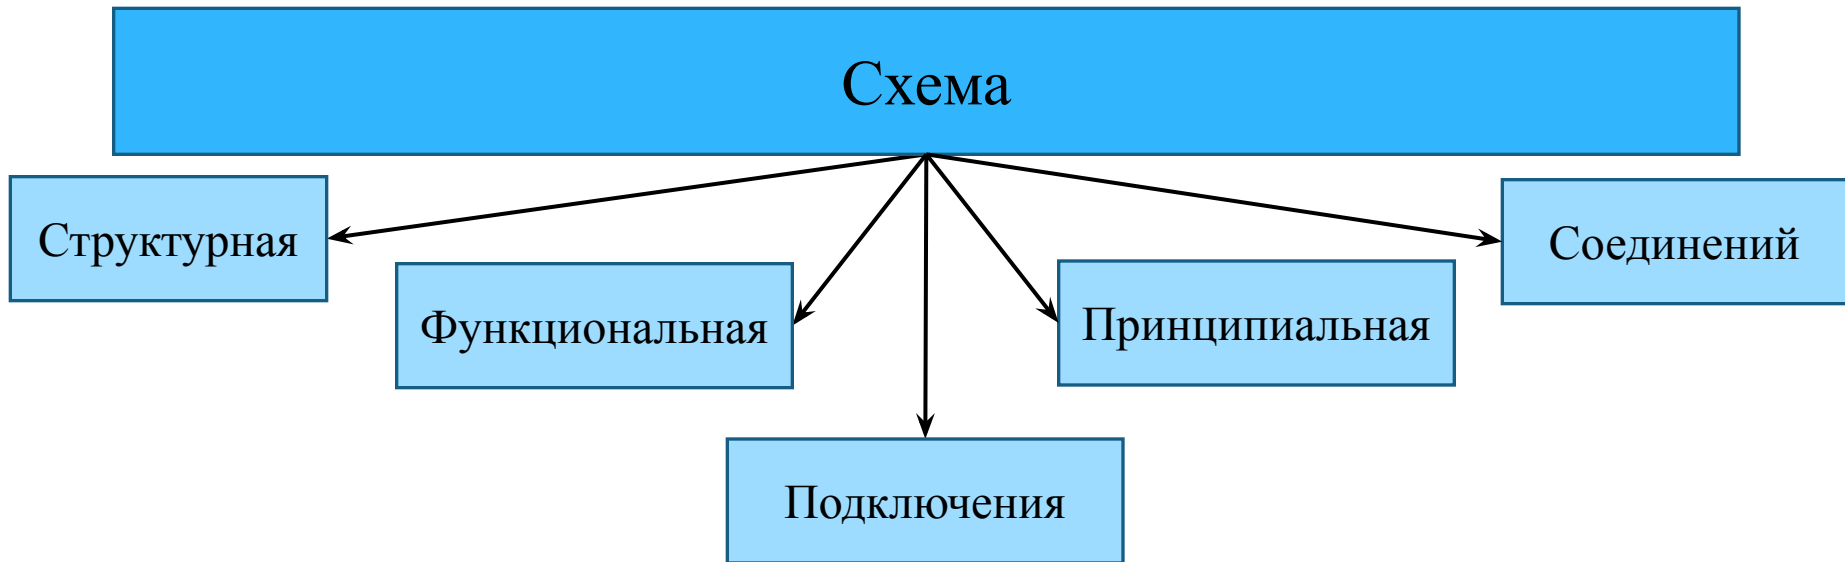 Схема
Структурная
Соединений
Функциональная
Принципиальная
Подключения